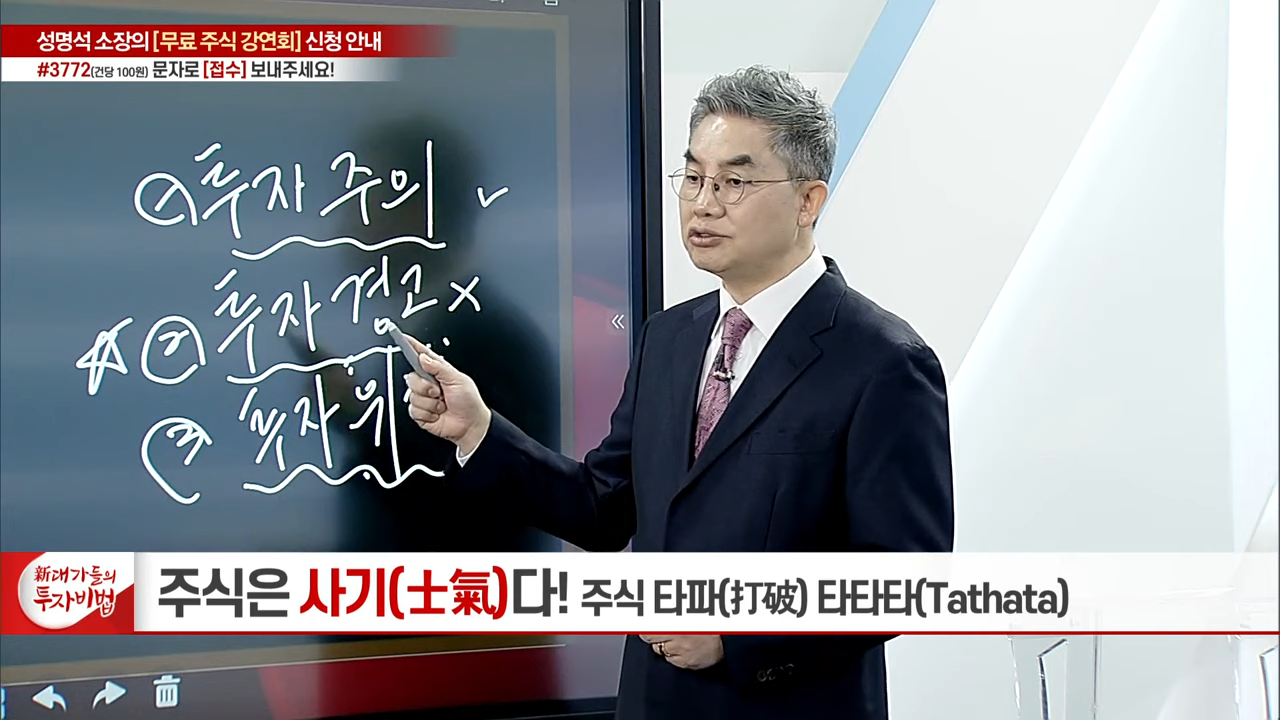 성명석 소장의 [무료 주식 강연회] 신청 안내
#3772(건당 100원) 문자로 [접수] 보내주세요!
① 투자 주의 ✓
② 투자 경고 X
③ 투자 위
新대가들의
투자비법
주식은 사기(士氣)다! 주식 타파(打破) 타타타(Tathata)